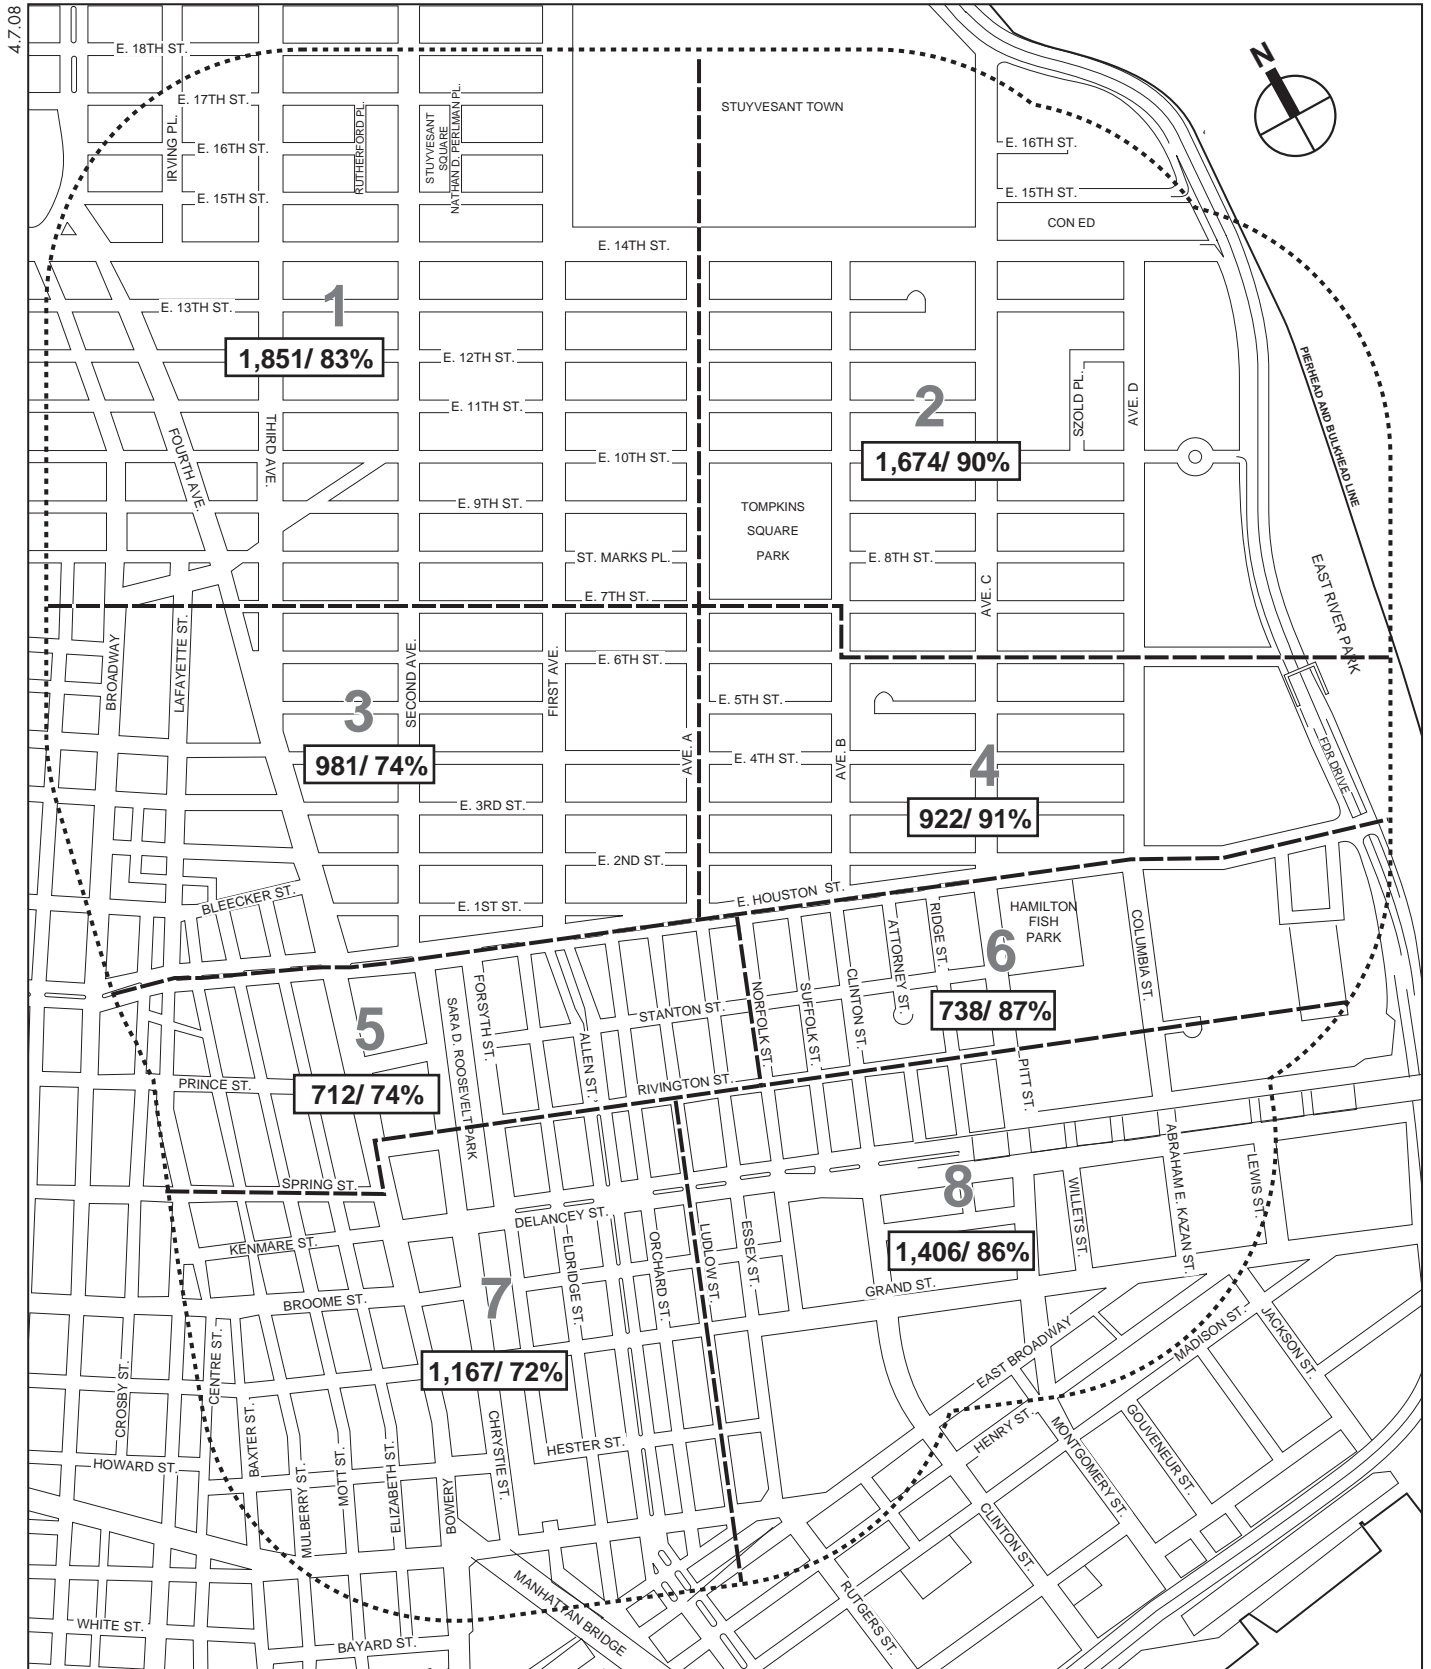 4.7.08
E. 18TH ST.
N
E. 17TH ST.
STUYVESANT TOWN
IRVING PL.
RUTHERFORD PL.
STUYVESANT
SQUARE
NATHAN D. PERLMAN PL.
E. 16TH ST.
E. 16TH ST.
E. 15TH ST.
E. 15TH ST.
CON ED
E. 14TH ST.
1
E. 13TH ST.
1,851/ 83%
E. 12TH ST.
PIERHEAD AND BULKHEAD LINE
SZOLD PL.
AVE. D
2
E. 11TH ST.
THIRD AVE.
FOURTH AVE.
E. 10TH ST.
1,674/ 90%
E. 9TH ST.
TOMPKINS
SQUARE
PARK
ST. MARKS PL.
E. 8TH ST.
AVE. C
E. 7TH ST.
EAST RIVER PARK
BROADWAY
LAFAYETTE ST.
SECOND AVE.
FIRST AVE.
E. 6TH ST.
3
E. 5TH ST.
981/ 74%
AVE. A
E. 4TH ST.
AVE. B
4
FDR DRIVE
E. 3RD ST.
922/ 91%
E. 2ND ST.
BLEECKER ST.
E. HOUSTON ST.
E. 1ST ST.
HAMILTON
FISH
PARK
ATTORNEY ST.
RIDGE ST.
COLUMBIA ST.
6
738/ 87%
5
SARA D. ROOSEVELT PARK
FORSYTH ST.
STANTON ST.
NORFOLK ST.
SUFFOLK ST.
CLINTON ST.
ALLEN ST.
PRINCE ST.
712/ 74%
RIVINGTON ST.
PITT ST.
SPRING ST.
ABRAHAM E. KAZAN ST.
LEWIS ST.
8
WILLETS ST.
DELANCEY ST.
KENMARE ST.
ELDRIDGE ST.
ORCHARD ST.
LUDLOW ST.
ESSEX ST.
1,406/ 86%
GRAND ST.
7
BROOME ST.
1,167/ 72%
CROSBY ST.
CENTRE ST.
EAST BROADWAY
MADISON ST.
JACKSON ST.
BAXTER ST.
CHRYSTIE ST.
HESTER ST.
HENRY ST.
MONTGOMERY ST.
GOUVENEUR ST.
HOWARD ST.
MULBERRY ST.
MOTT ST.
ELIZABETH ST.
BOWERY
CLINTON ST.
MANHATTAN BRIDGE
RUTGERS ST.
WHITE ST.
BAYARD ST.